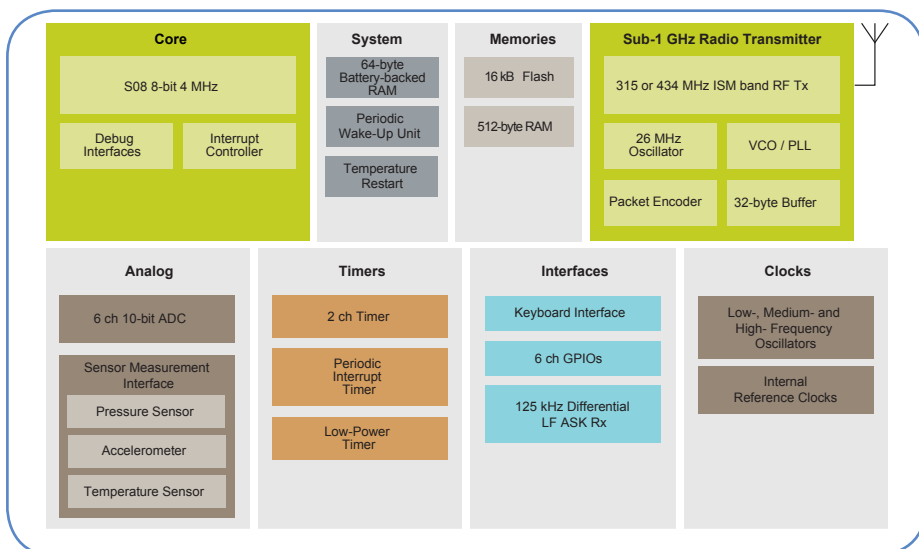 Core
S08 8-bit 4 MHz
Debug
Interfaces
Interrupt
Controller
System
64-byte
Battery-backed
RAM
Periodic
Wake-Up Unit
Temperature
Restart
Memories
16 kB Flash
512-byte RAM
Sub-1 GHz Radio Transmitter
315 or 434 MHz ISM band RF Tx
26 MHz
Oscillator
VCO / PLL
Packet Encoder
32-byte Buffer
Analog
6 ch 10-bit ADC
Sensor Measurement
Interface
Pressure Sensor
Accelerometer
Temperature Sensor
Timers
2 ch Timer
Periodic
Interrupt
Timer
Low-Power
Timer
Interfaces
Keyboard Interface
6 ch GPIOs
125 kHz Differential
LF ASK Rx
Clocks
Low-, Medium- and
High- Frequency
Oscillators
Internal
Reference Clocks